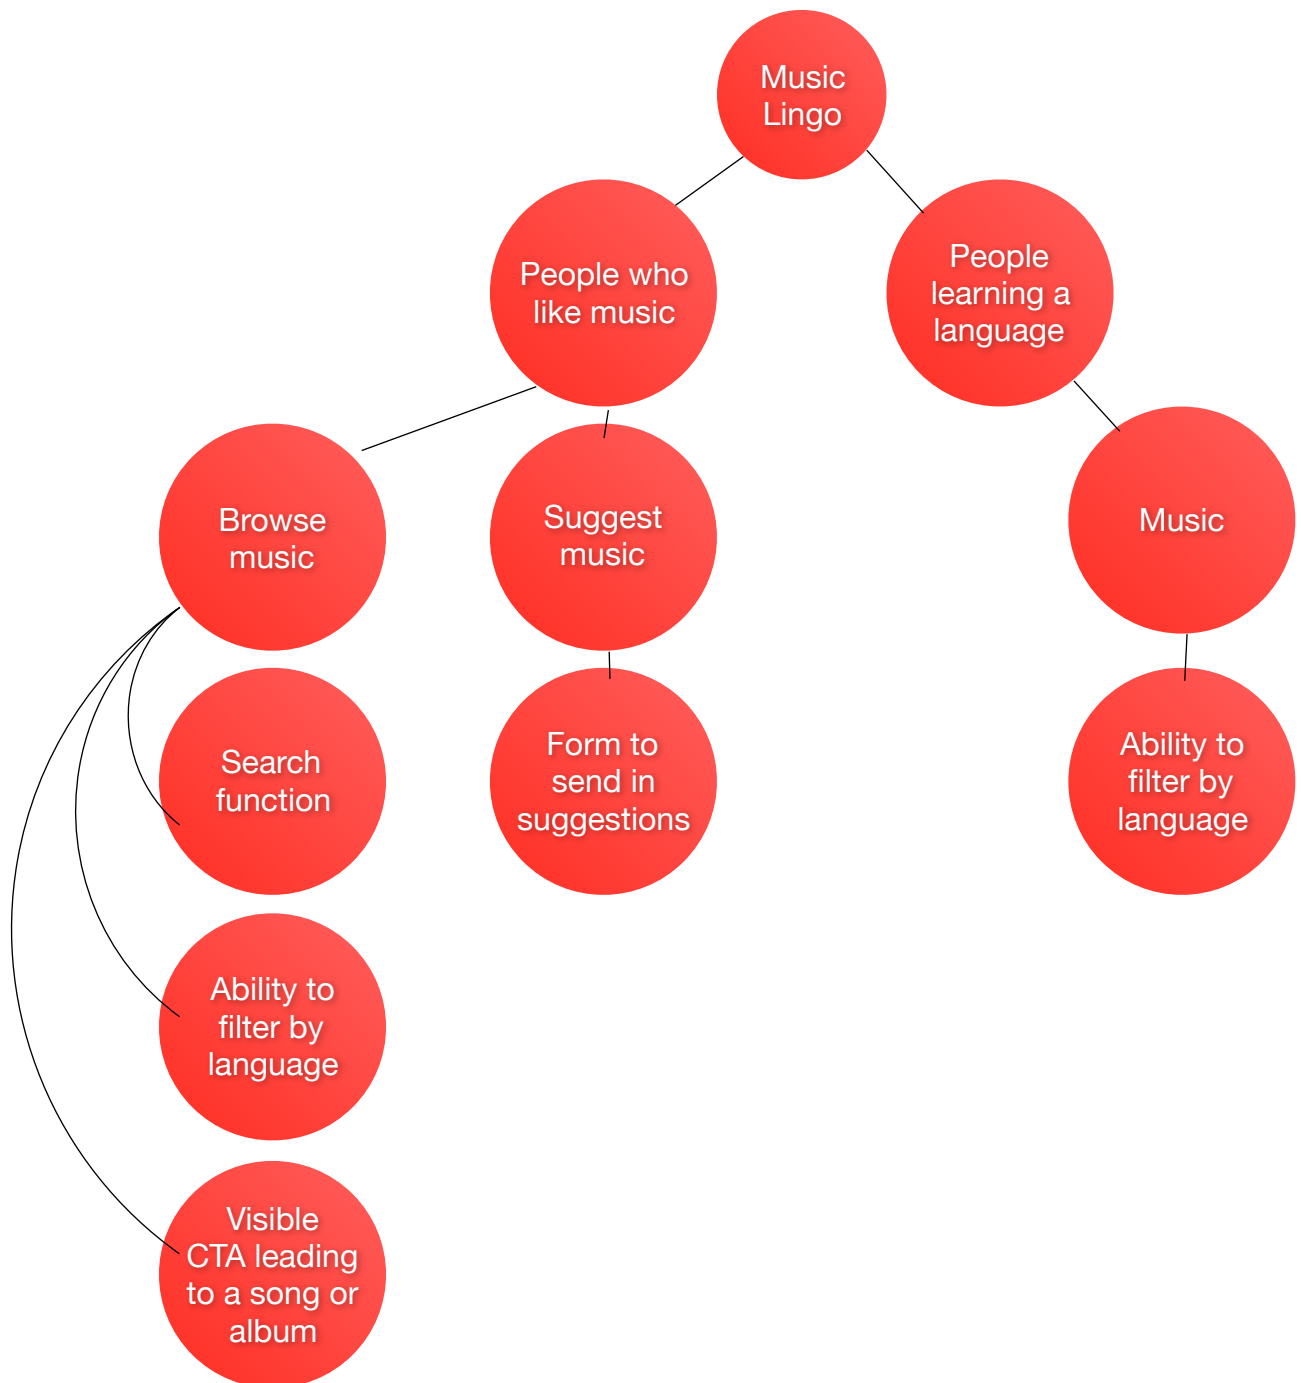 Music
Lingo
People who
like music
People
learning a
language
Browse
music
Suggest
music
Music
Search
function
Form to
send in
suggestions
Ability to
filter by
language
Ability to
filter by
language
Visible
CTA leading
to a song or
album